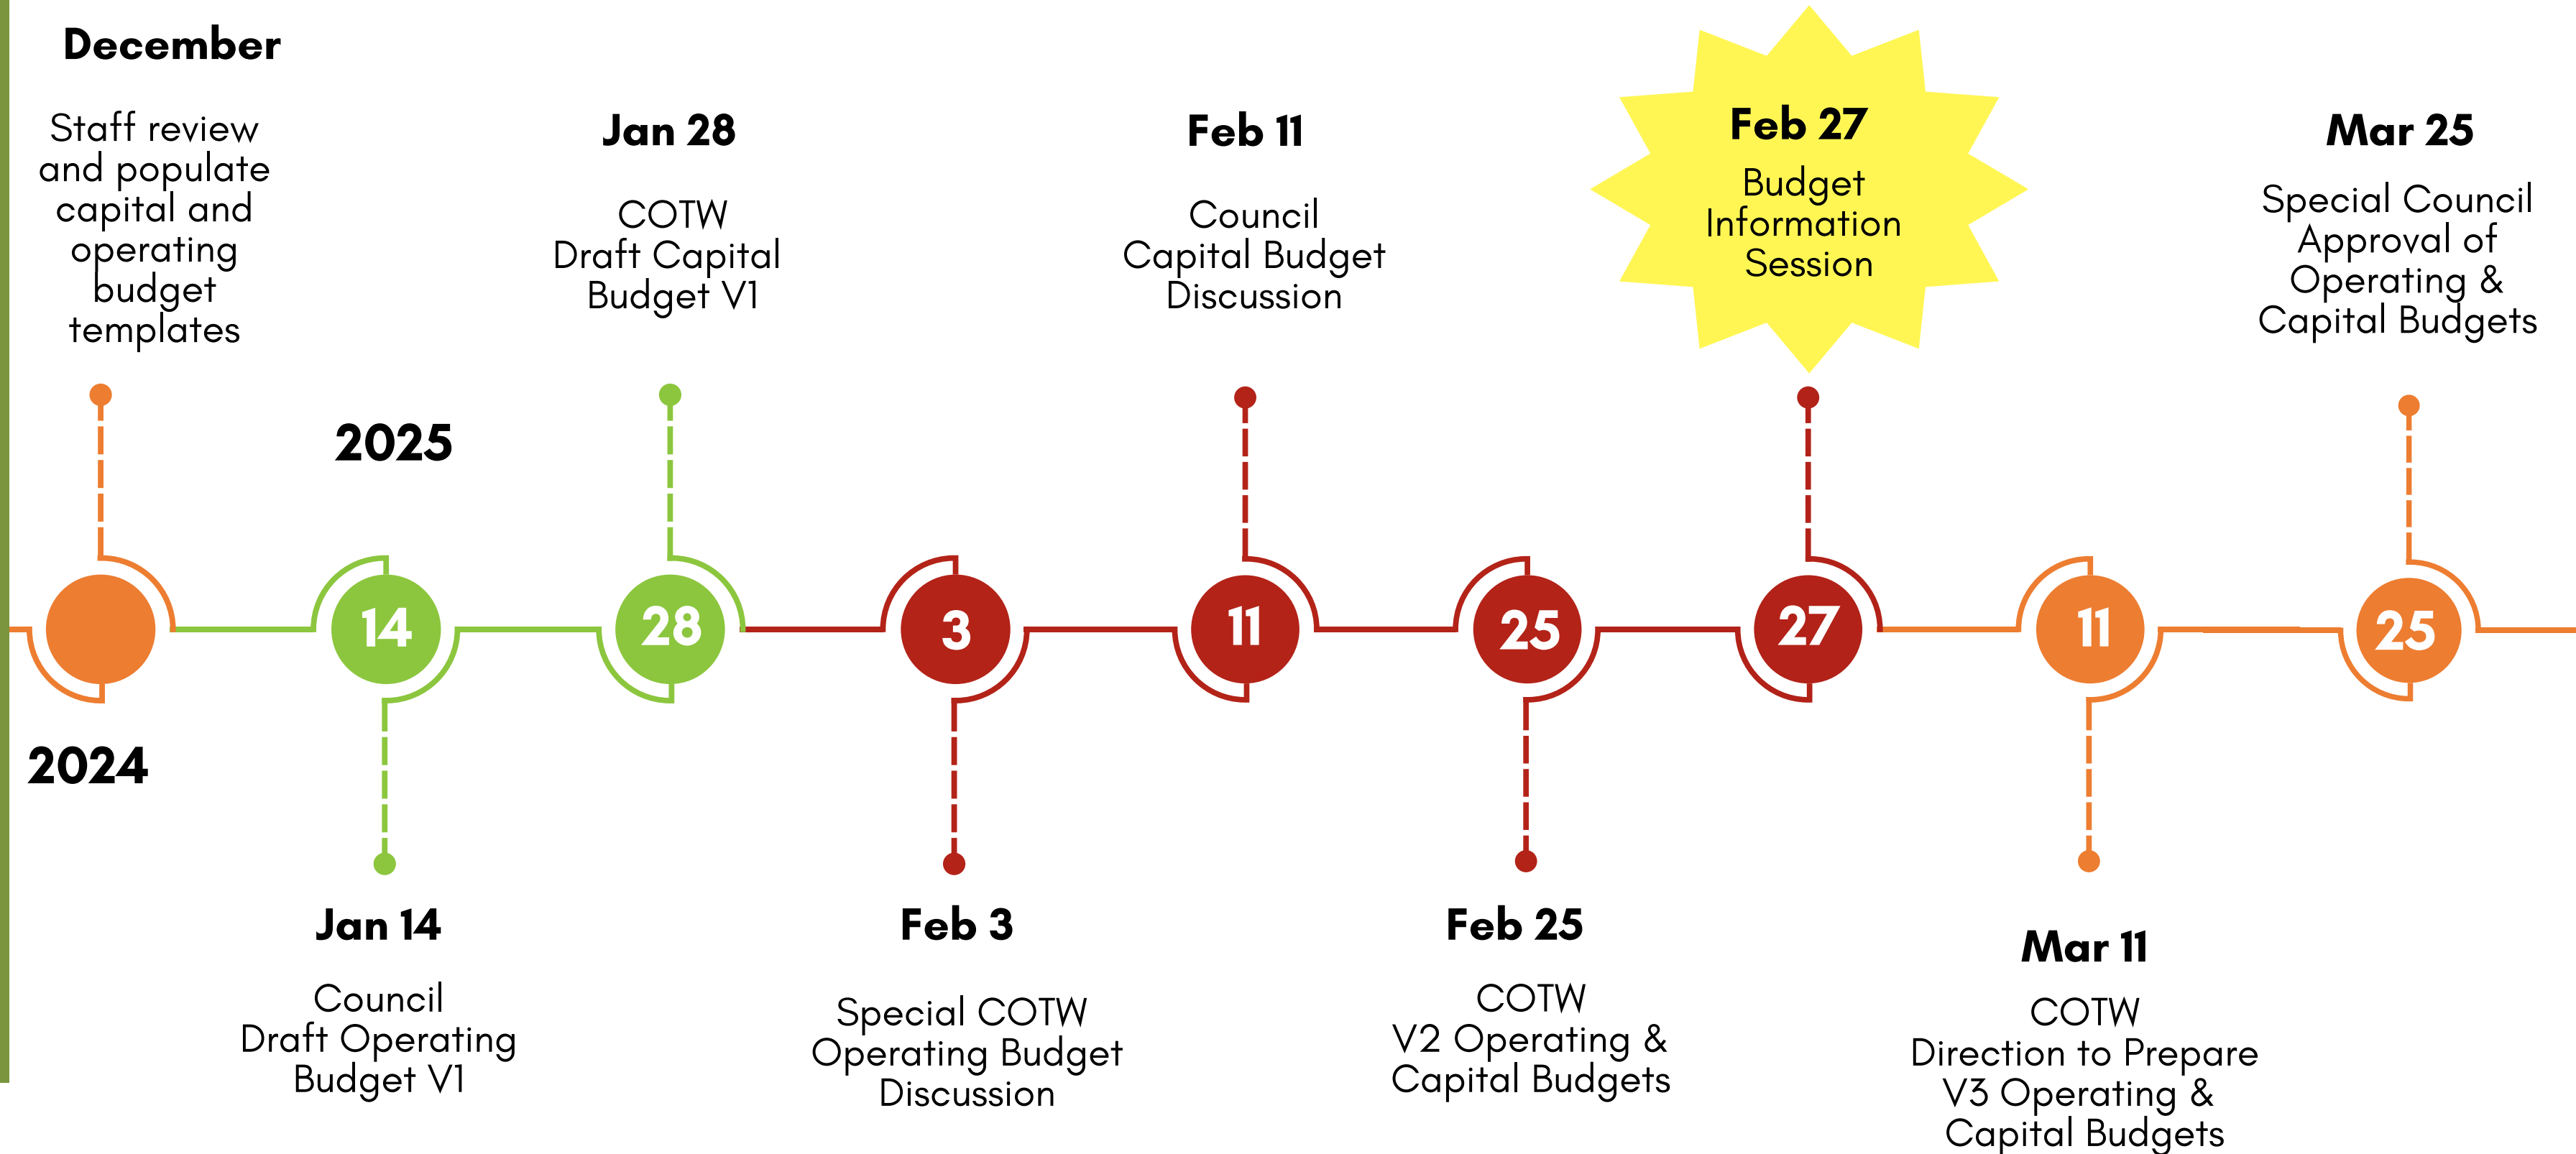 December
Staff review
and populate
capital and
operating
budget
templates
2024
2025
14
Jan 14
Council
Draft Operating
Budget V1
Jan 28
COTW
Draft Capital
Budget V1
28
3
Feb 3
Special COTW
Operating Budget
Discussion
Feb 11
Council
Capital Budget
Discussion
11
25
Feb 25
COTW
V2 Operating &
Capital Budgets
Feb 27
Budget
Information
Session
27
11
Mar 11
COTW
Direction to Prepare
V3 Operating &
Capital Budgets
Mar 25
Special Council
Approval of
Operating &
Capital Budgets
25